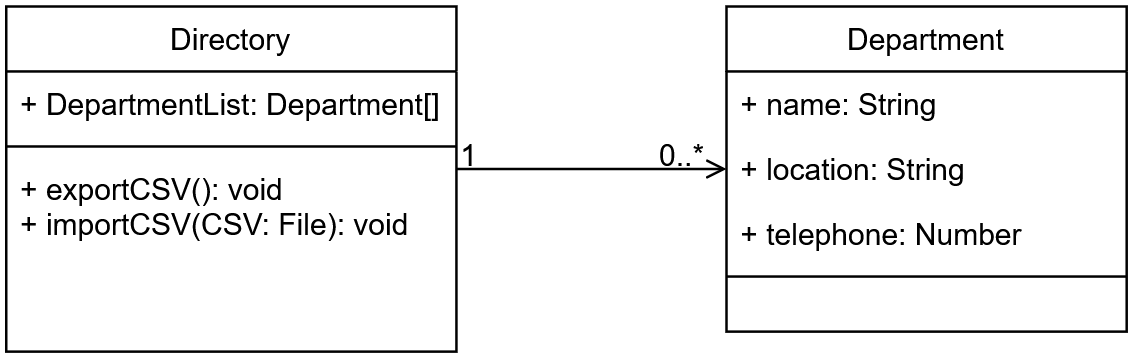 Directory
+ DepartmentList: Department[]
+ exportCSV(): void
+ importCSV(CSV: File): void
1
0..*
Department
+ name: String
+ location: String
+ telephone: Number